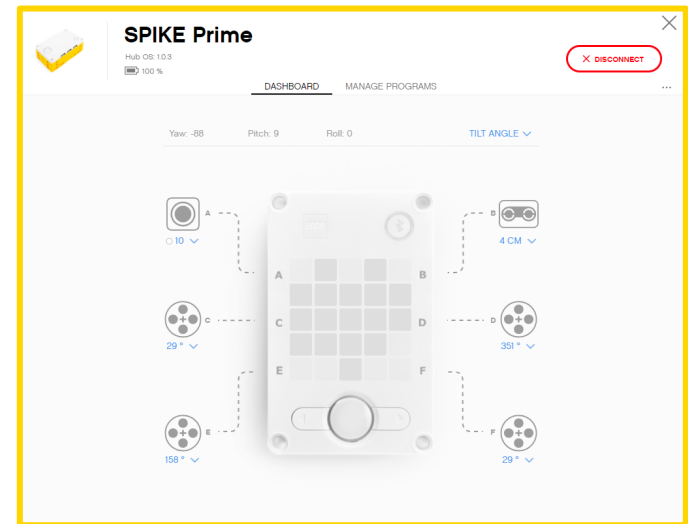 SPIKE Prime
Hub OS: 1.0.3
100 %
DISCONNECT
DASHBOARD MANAGE PROGRAMS
...
Yaw: -88 Pitch: 9 Roll: 0 TILT ANGLE
A B
10 4 CM
A B
C C D D
29 ° 351 °
E F
E F
158 ° 29 °